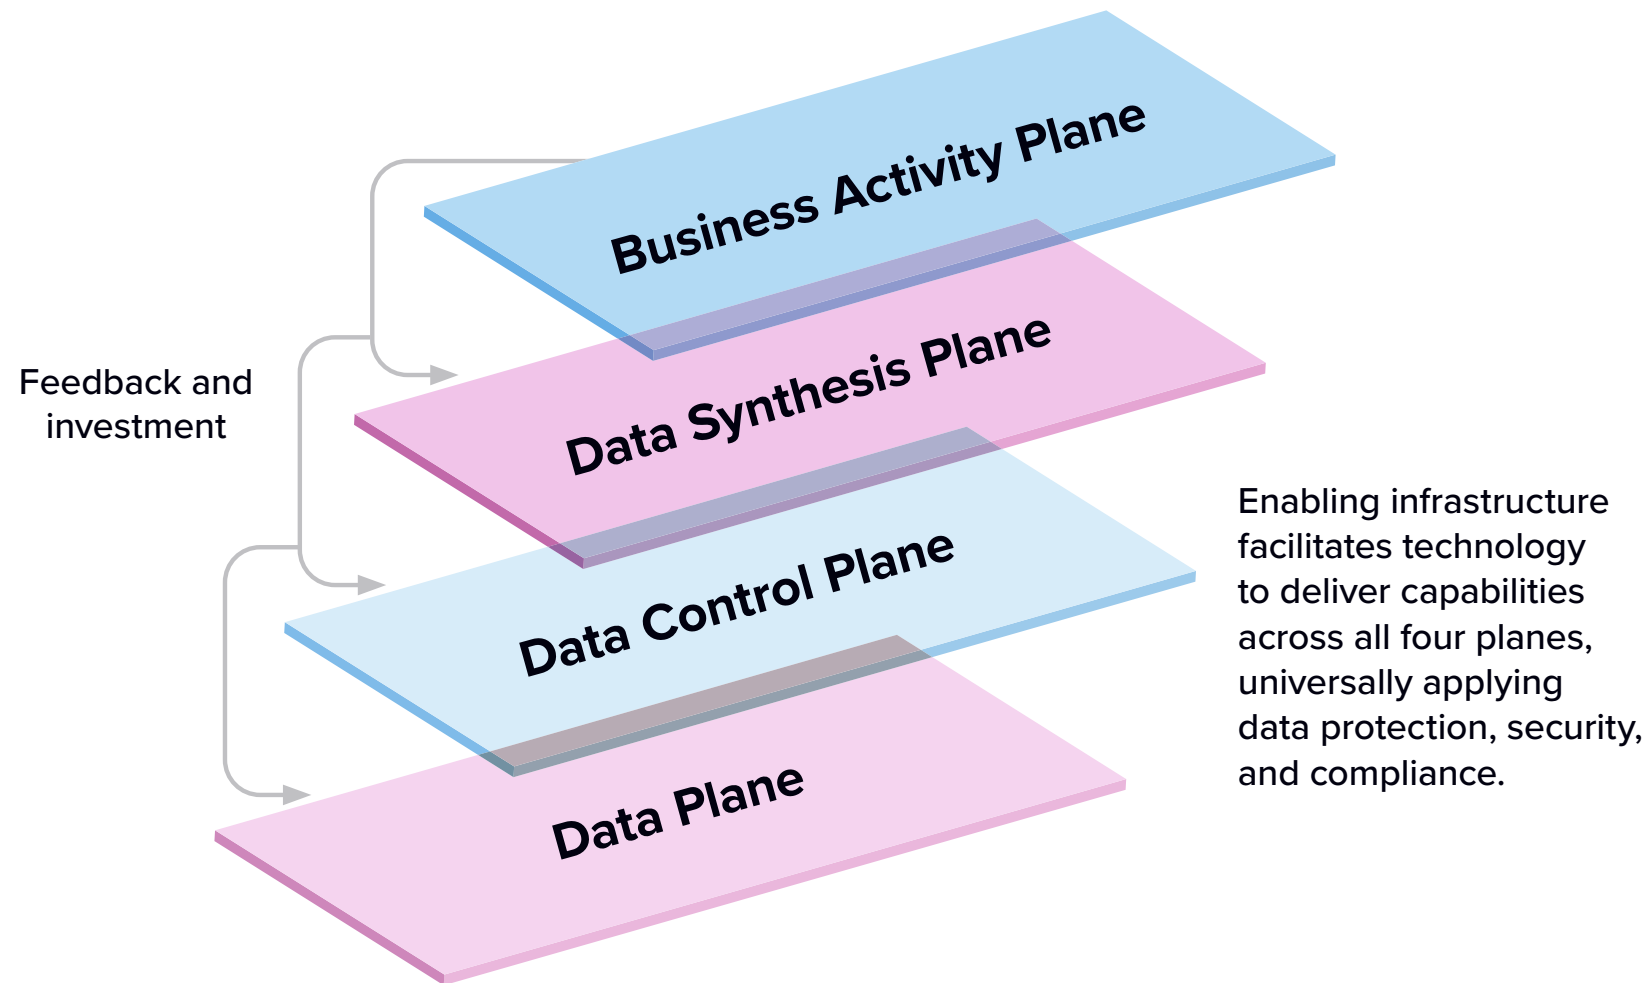 Business Activity Plane
Data Synthesis Plane
Feedback and
investment
Data Control Plane
Enabling infrastructure
facilitates technology
to deliver capabilities
across all four planes,
universally applying
data protection, security,
and compliance.
Data Plane